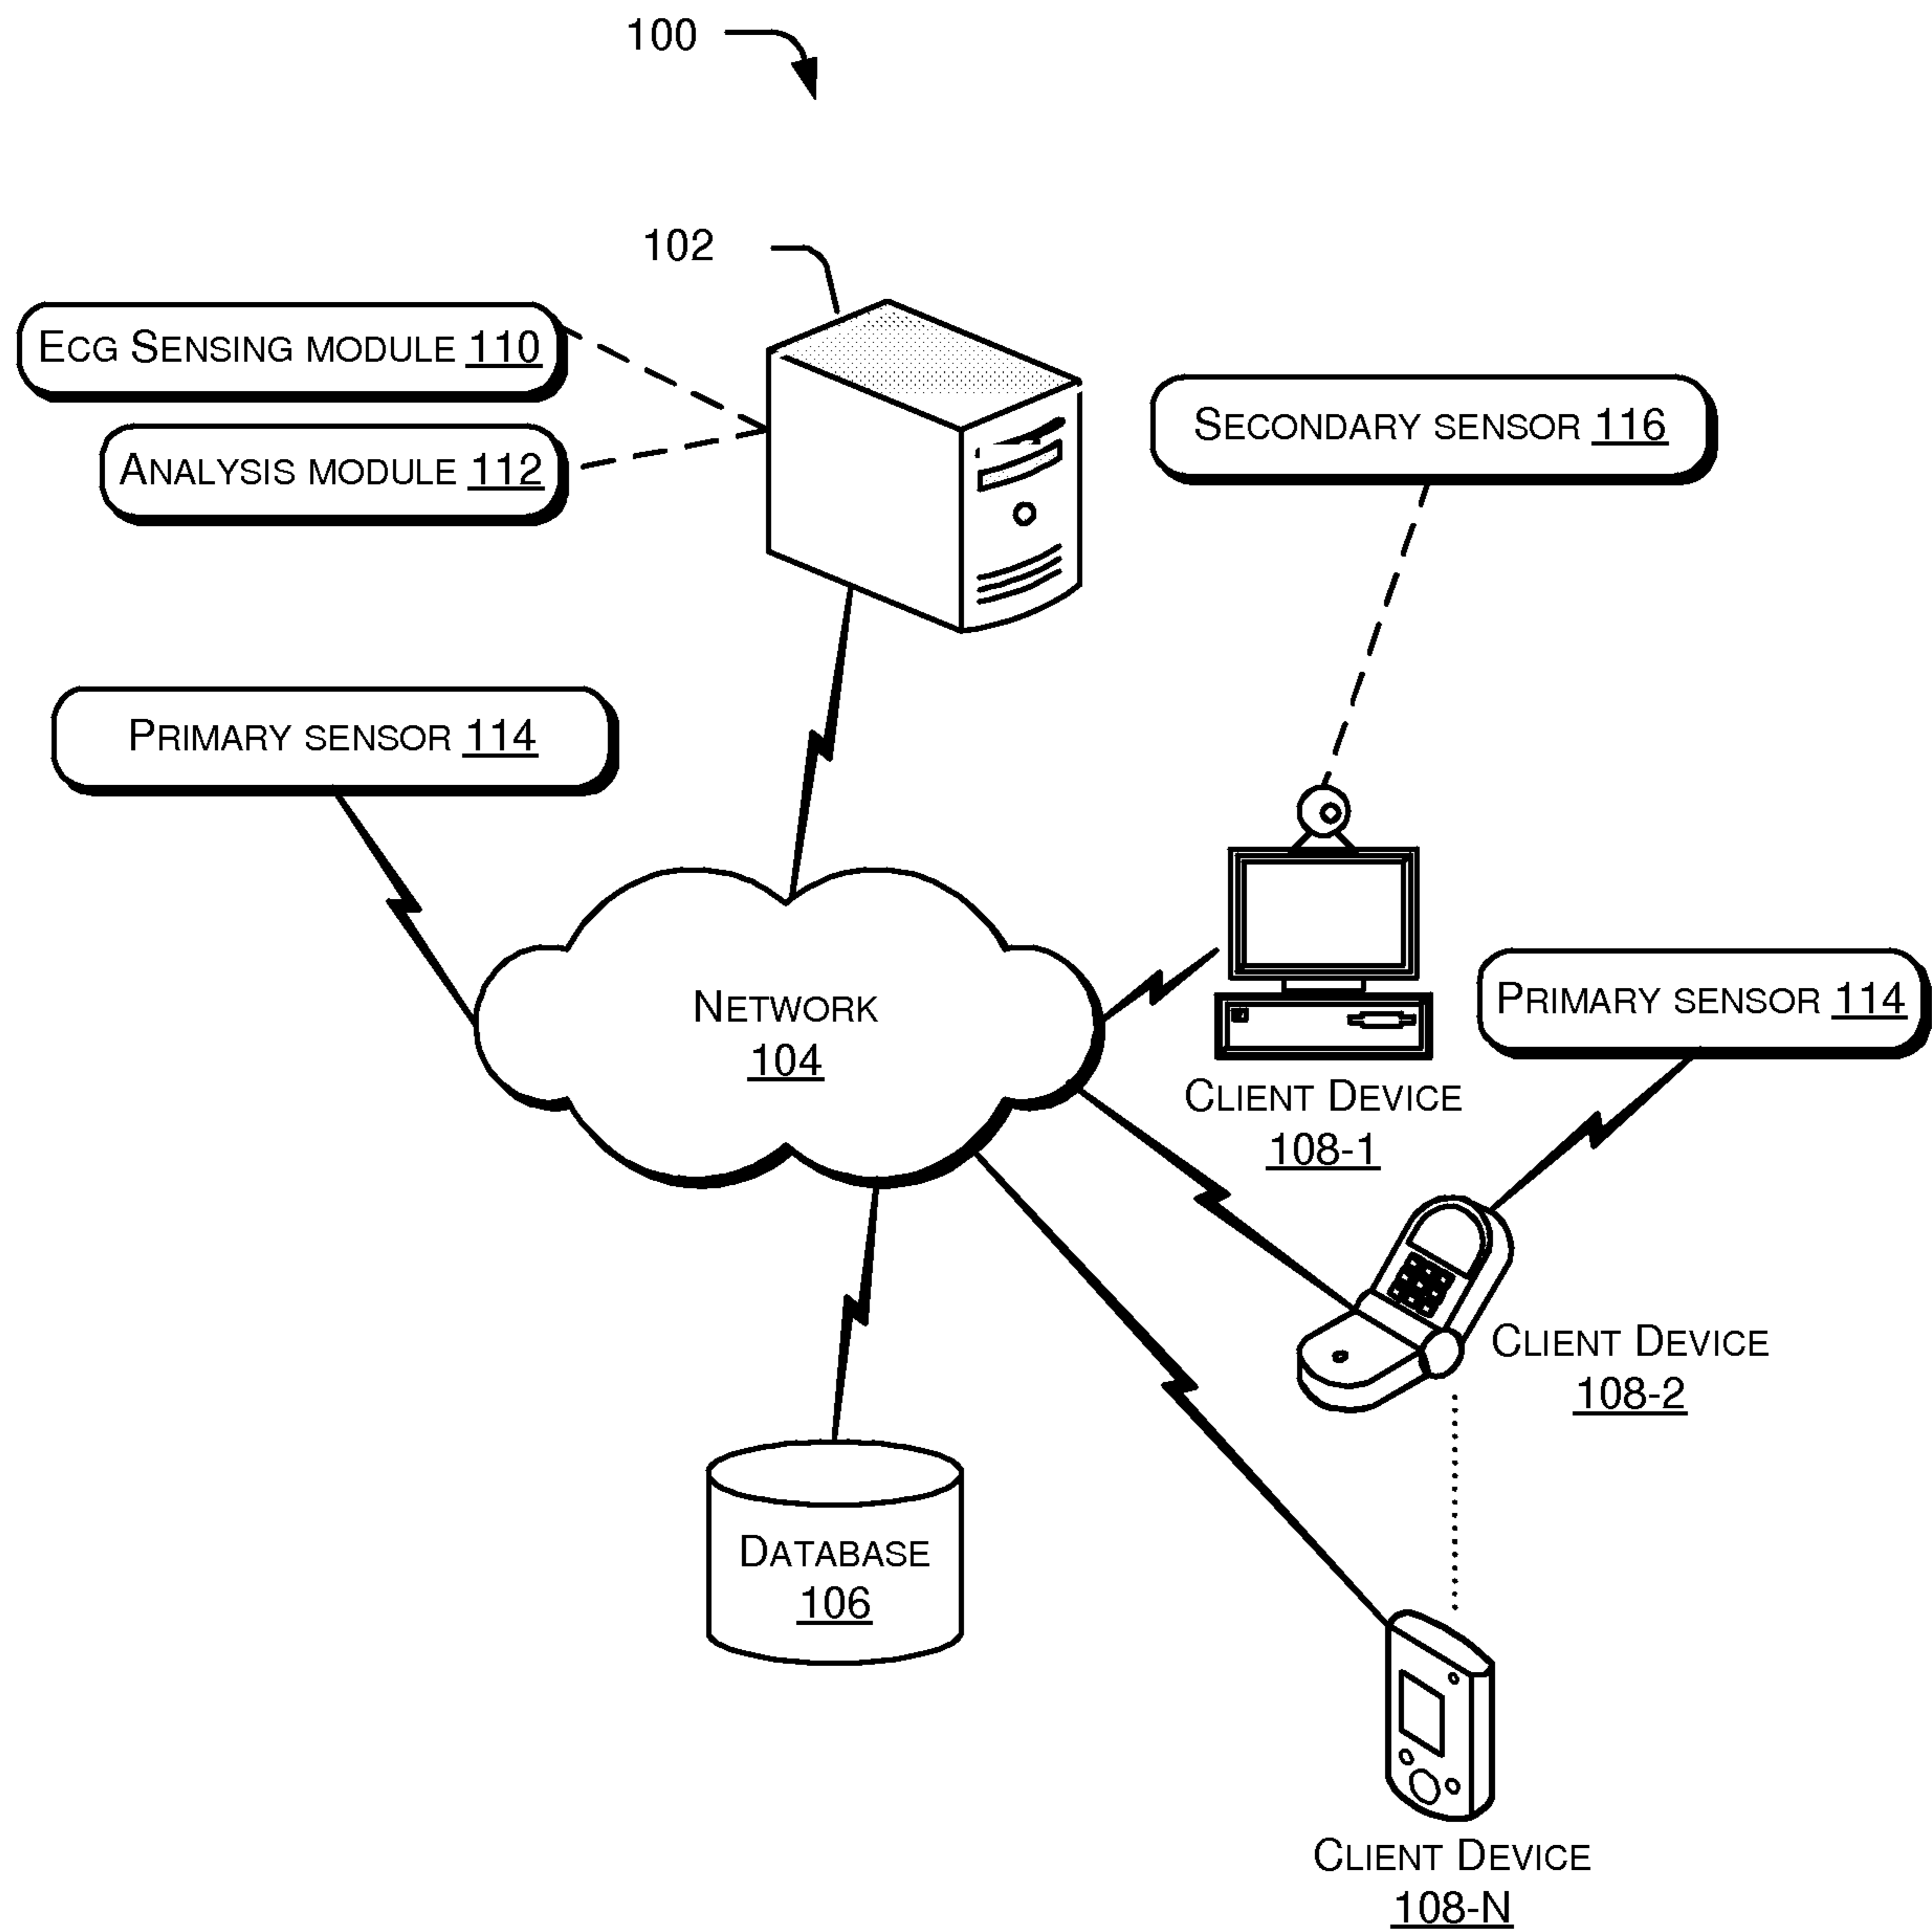 100
102
ECG SENSING MODULE 110
ANALYSIS MODULE 112
SECONDARY SENSOR 116
PRIMARY SENSOR 114
NETWORK
104
PRIMARY SENSOR 114
CLIENT DEVICE
108-1
CLIENT DEVICE
108-2
DATABASE
106
CLIENT DEVICE
108-N